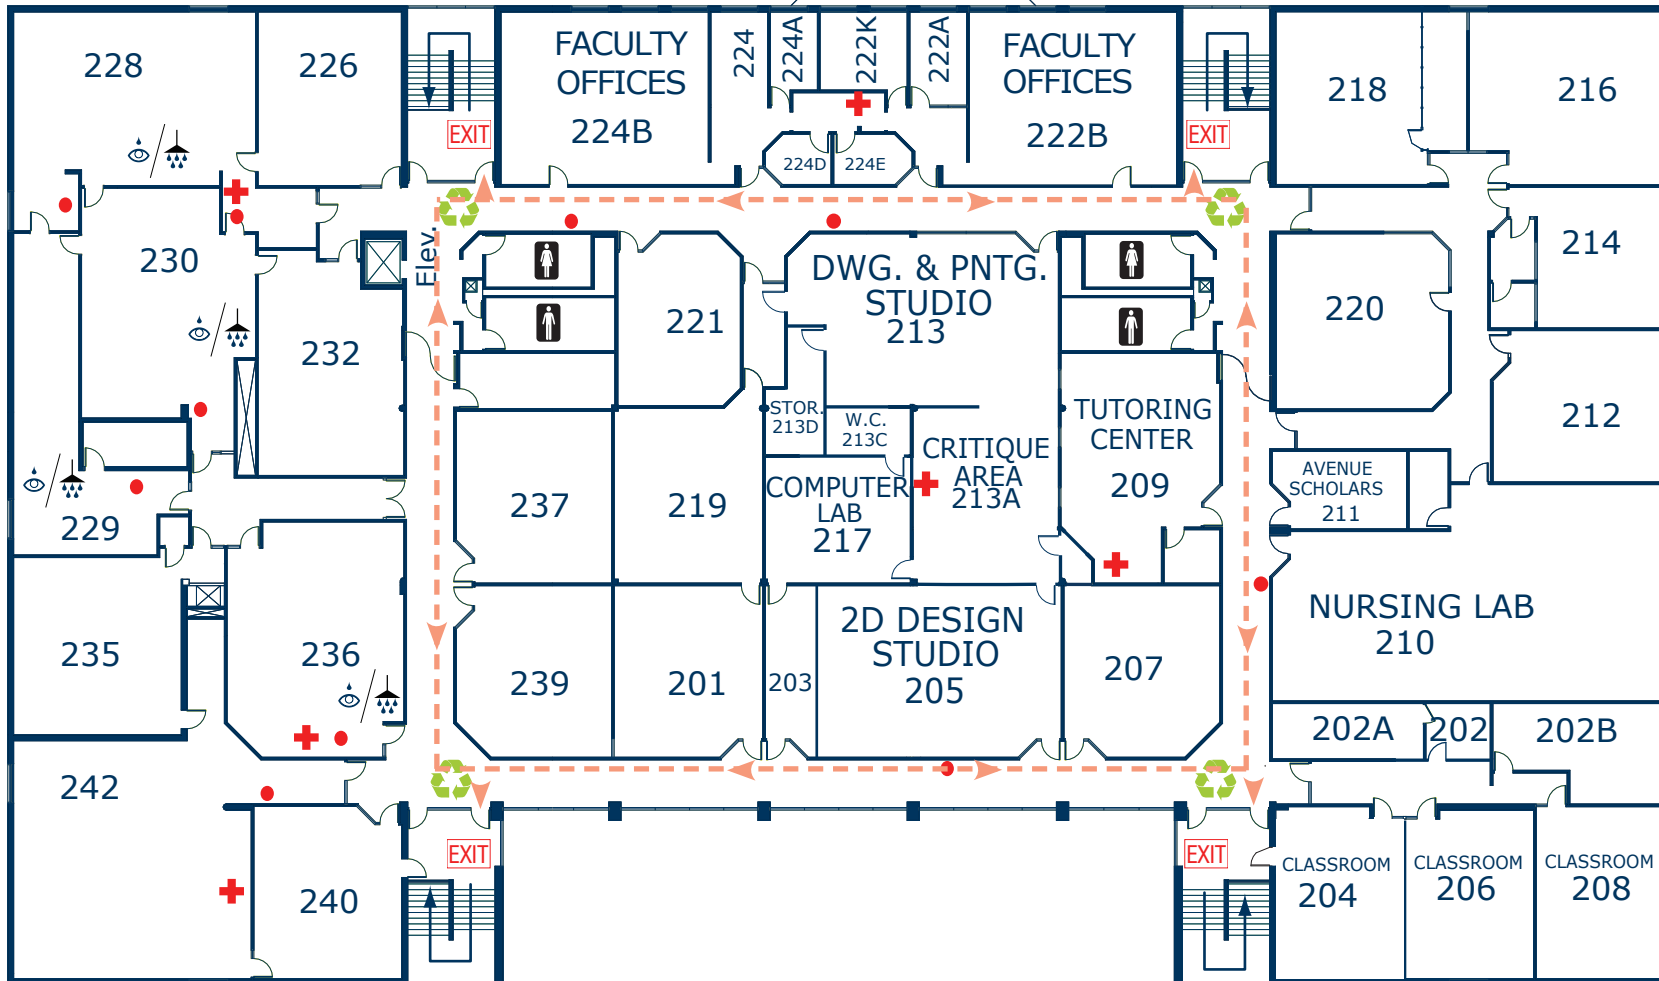 228
226
EXIT
FACULTY
OFFICES
224B
224
224A
222K
222A
FACULTY
OFFICES
222B
EXIT
218
216
224D
224E
230
Elev.
232
221
DWG. & PNTG.
STUDIO
213
220
214
212
STOR.
213D
W.C.
213C
CRITIQUE
AREA
213A
TUTORING
CENTER
209
AVENUE
SCHOLARS
211
229
237
219
COMPUTER
LAB
217
235
236
239
201
203
2D DESIGN
STUDIO
205
207
NURSING LAB
210
202A
202
202B
242
240
EXIT
EXIT
CLASSROOM
204
CLASSROOM
206
CLASSROOM
208